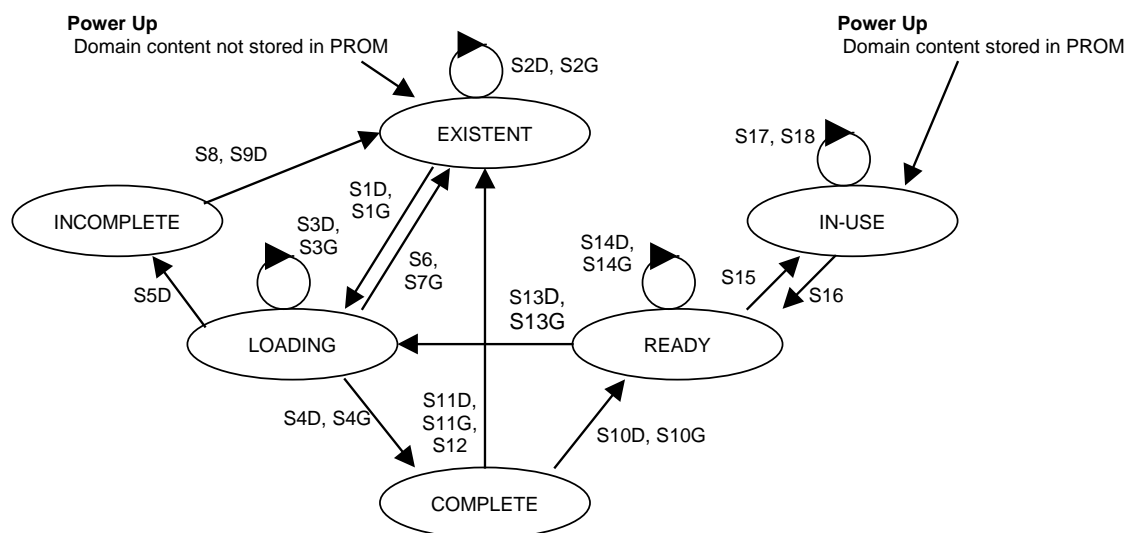 Power Up
Domain content not stored in PROM
Power Up
Domain content stored in PROM
S2D, S2G
EXISTENT
S17, S18
S8, S9D
S1D,
S1G
INCOMPLETE
IN-USE
S3D,
S3G
S14D,
S14G
S6,
S7G
S15
S5D
S16
S13D,
S13G
LOADING
READY
S4D, S4G
S11D,
S11G,
S12
S10D, S10G
COMPLETE